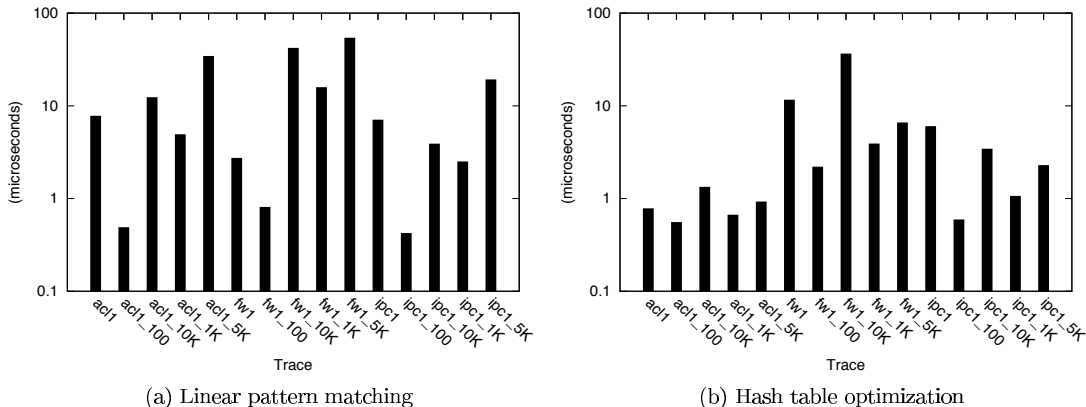 100
10
1
0.1
(microseconds)
acl1
acl1_100
acl1_10K
acl1_1K
acl1_5K
fw1
fw1_100
fw1_10K
fw1_1K
fw1_5K
ipc1
ipc1_100
ipc1_10K
ipc1_1K
ipc1_5K
Trace
(a) Linear pattern matching
100
10
1
0.1
(microseconds)
acl1
acl1_100
acl1_10K
acl1_1K
acl1_5K
fw1
fw1_100
fw1_10K
fw1_1K
fw1_5K
ipc1
ipc1_100
ipc1_10K
ipc1_1K
ipc1_5K
Trace
(b) Hash table optimization